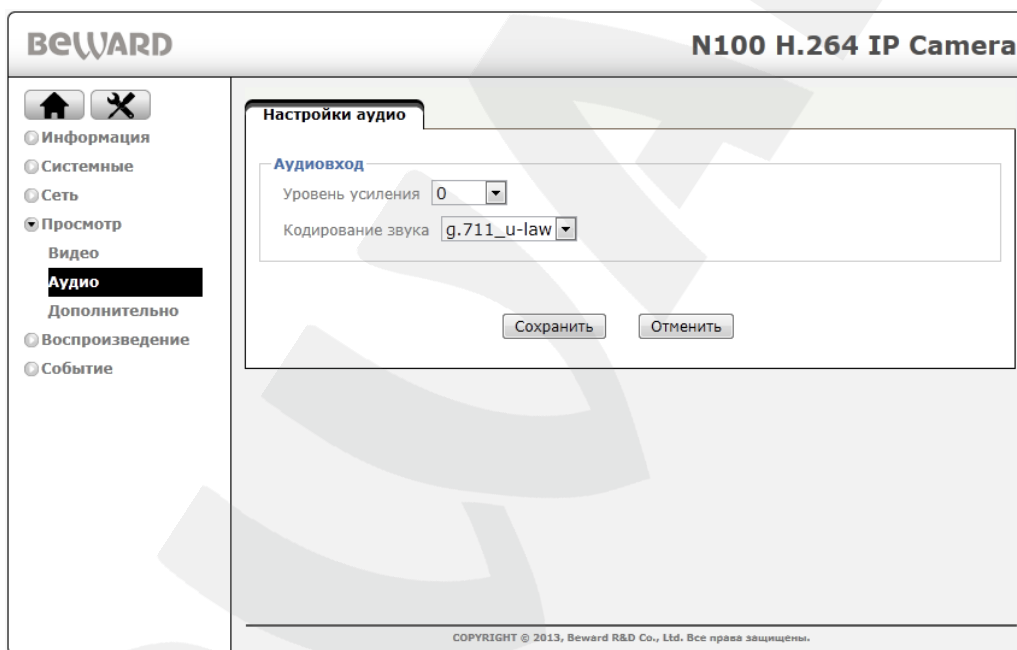 BEWARD
N100 H.264 IP Camera
Информация
Системные
Сеть
Просмотр
Видео
Аудио
Дополнительно
Воспроизведение
Событие
Настройки аудио
Аудиовход
Уровень усиления 0
Кодирование звука g.711_u-law
Сохранить Отменить
COPYRIGHT © 2013, Beward R&D Co., Ltd. Все права защищены.